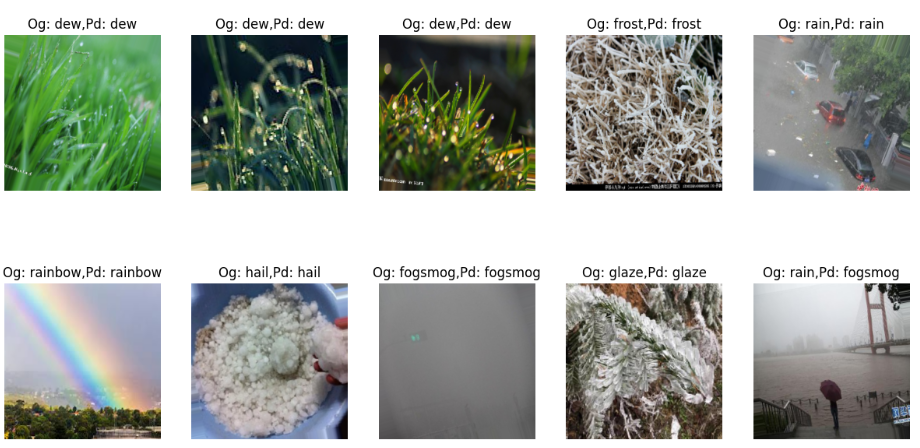 Og: dew,Pd: dew
Og: dew,Pd: dew
Og: dew,Pd: dew
Og: frost,Pd: frost
Og: rain,Pd: rain
Og: rainbow,Pd: rainbow
Og: hail,Pd: hail
Og: fogsmog,Pd: fogsmog
Og: glaze,Pd: glaze
Og: rain,Pd: fogsmog